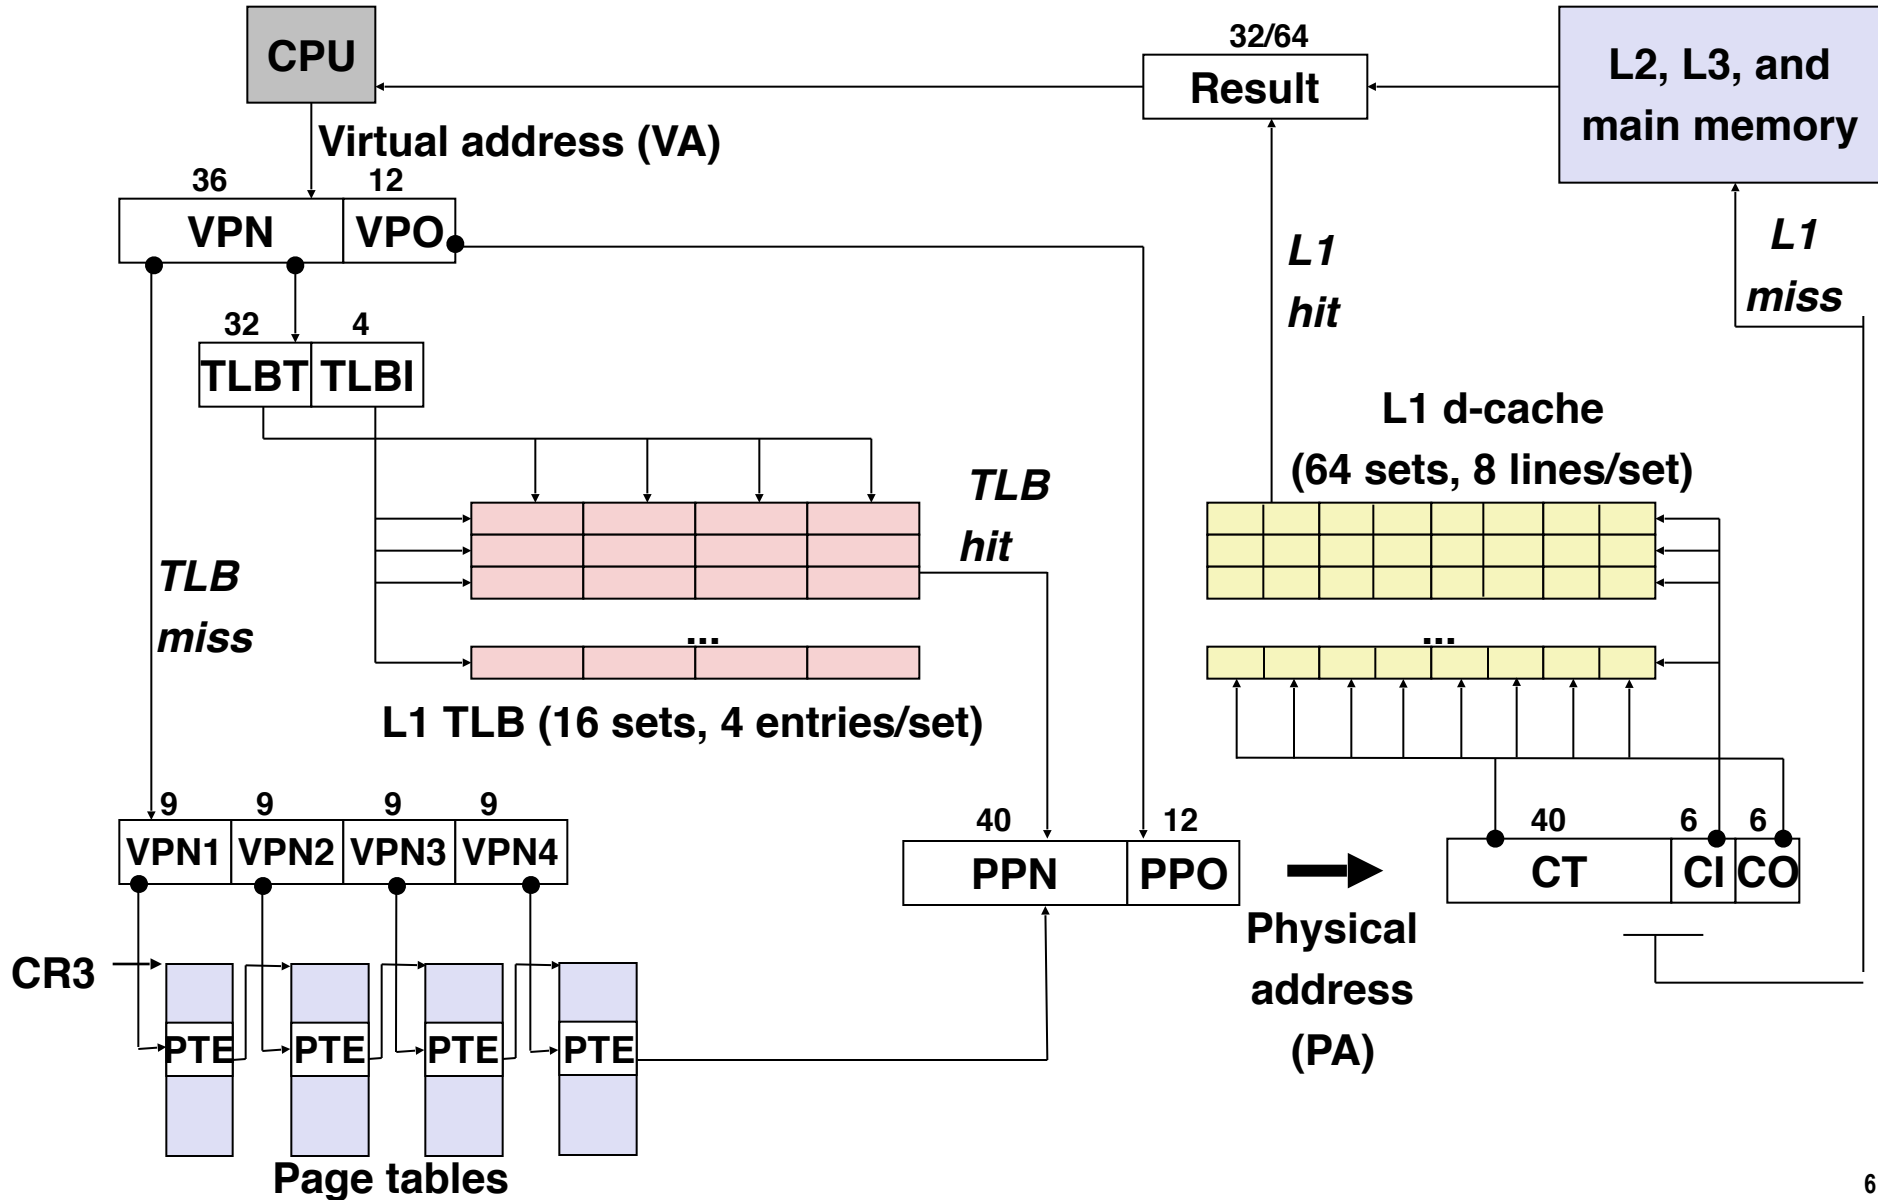 CPU
32/64
Result
L2, L3, and
main memory
Virtual address (VA)
36
12
VPN
VPO
L1
hit
L1
miss
32
4
TLBT
TLBI
L1 d-cache
(64 sets, 8 lines/set)
TLB
hit
TLB
miss
...
...
L1 TLB (16 sets, 4 entries/set)
9
9
9
9
VPN1
VPN2
VPN3
VPN4
40
12
PPN
PPO
40
6
6
CT
CI
CO
Physical
address
(PA)
CR3
PTE
PTE
PTE
PTE
Page tables
6